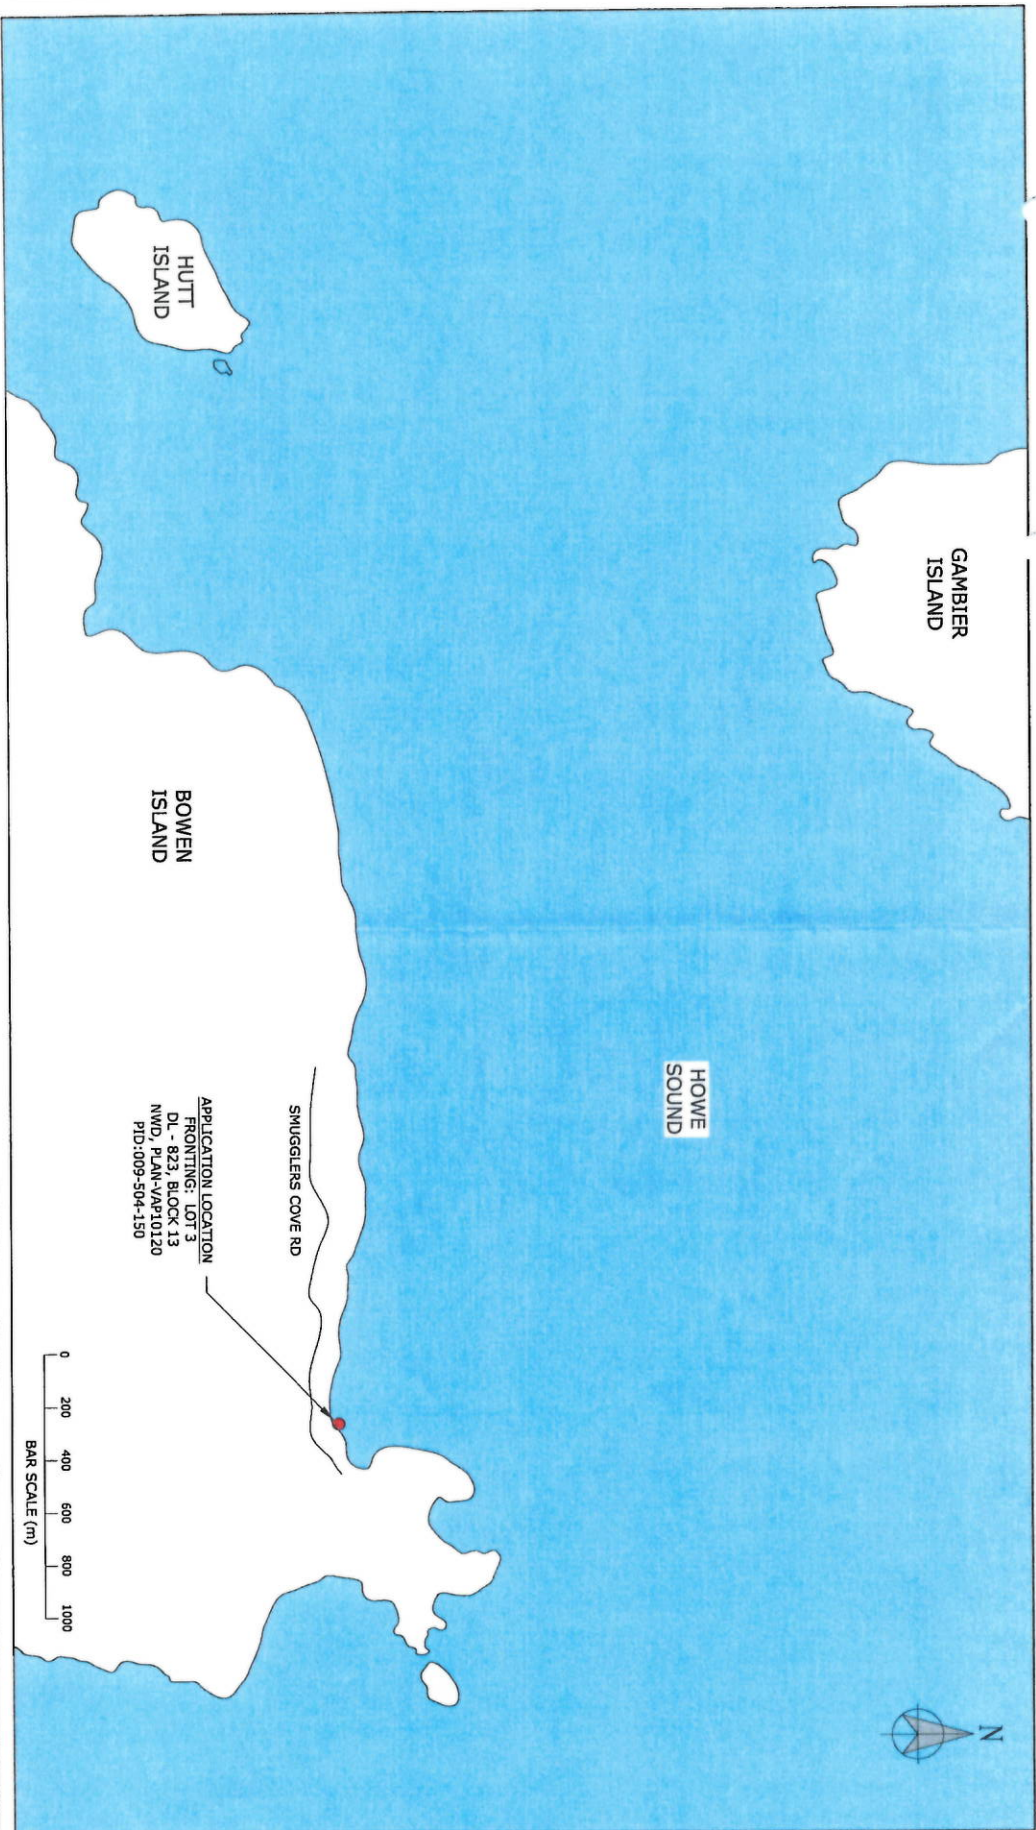 GAMBIER
ISLAND
N
HOWE
SOUND
HUTT
ISLAND
BOWEN
ISLAND
SMUGGLERS COVE RD
APPLICATION LOCATION
FRONTING: LOT 3
DL - 823, BLOCK 13
NWD, PLAN-VAP10120
PID:009-504-150
0 200 400 600 800 1000
BAR SCALE (m)